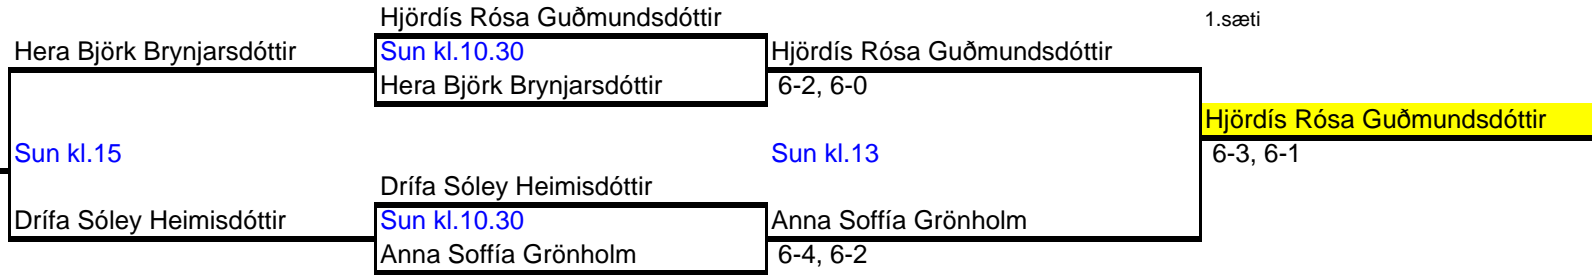 Hjördís Rósa Guðmundsdóttir
1.sæti
Hera Björk Brynjarsdóttir
Sun kl.10.30
Hjördís Rósa Guðmundsdóttir
Hera Björk Brynjarsdóttir
6-2, 6-0
Hjördís Rósa Guðmundsdóttir
Sun kl.15
Sun kl.13
6-3, 6-1
Drífa Sóley Heimisdóttir
Drífa Sóley Heimisdóttir
Sun kl.10.30
Anna Soffía Grönholm
Anna Soffía Grönholm
6-4, 6-2